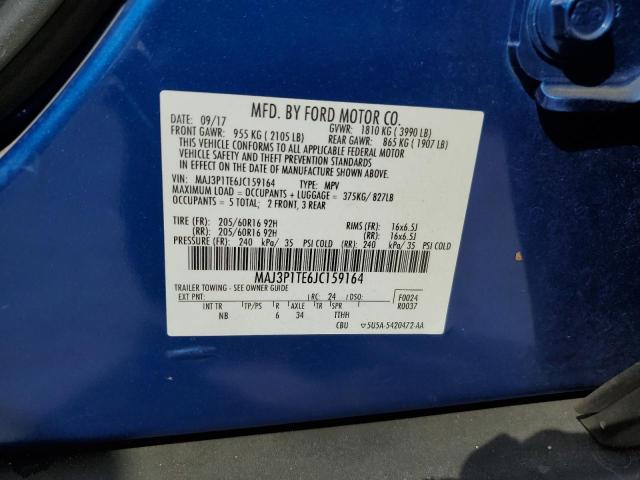 MFD. BY FORD MOTOR CO.
DATE: 09/17 GVWR: 1810 KG ( 3990 LB)
FRONT GAWR: 955 KG ( 2105 LB) REAR GAWR: 865 KG ( 1907 LB)
THIS VEHICLE CONFORMS TO ALL APPLICABLE FEDERAL MOTOR
VEHICLE SAFETY AND THEFT PREVENTION STANDARDS
IN EFFECT ON THE DATE OF MANUFACTURE SHOWN ABOVE.
VIN: MAJ3P1TE6JC159164 TYPE: MPV
MAXIMUM LOAD = OCCUPANTS + LUGGAGE = 375KG/ 827LB
OCCUPANTS = 5 TOTAL; 2 FRONT, 3 REAR
TIRE (FR): 205/60R16 92H RIMS (FR): 16x6.5J
(RR): 205/60R16 92H (RR): 16x6.5J
PRESSURE (FR): 240 kPa/ 35 PSI COLD (RR): 240 kPa/ 35 PSI COLD
MAJ3P1TE6JC159164
TRAILER TOWING - SEE OWNER GUIDE
EXT PNT: RC: 24 DSO: F0024
INT TR TP/PS R AXLE TR SPR R0037
NB 6 34 ITHH
CBU 5U5A-5420472-AA